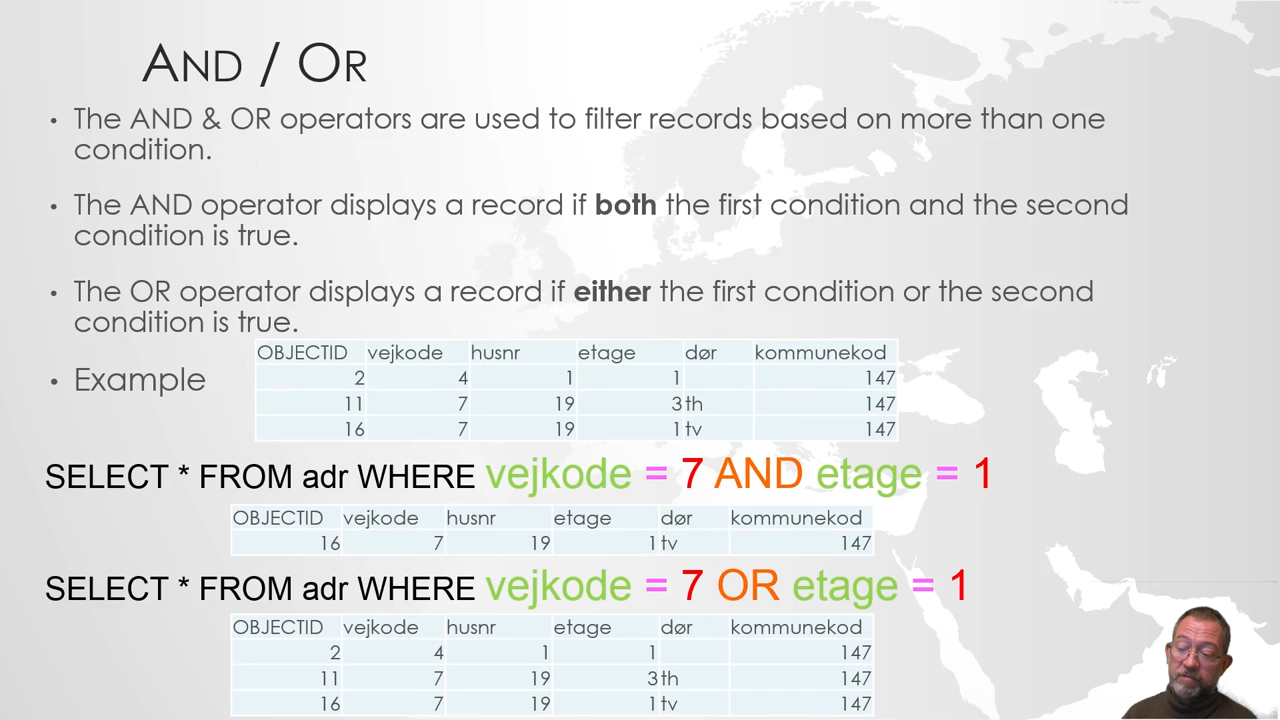 AND / OR
• The AND & OR operators are used to filter records based on more than one
condition.
• The AND operator displays a record if both the first condition and the second
condition is true.
• The OR operator displays a record if either the first condition or the second
condition is true.
• Example
OBJECTID vejkode husnr etage dør kommunekod
2 4 1 1 147
11 7 19 3 th 147
16 7 19 1 tv 147
SELECT * FROM adr WHERE vejkode = 7 AND etage = 1
OBJECTID vejkode husnr etage dør kommunekod
16 7 19 1 tv 147
SELECT * FROM adr WHERE vejkode = 7 OR etage = 1
OBJECTID vejkode husnr etage dør kommunekod
2 4 1 1 147
11 7 19 3 th 147
16 7 19 1 tv 147